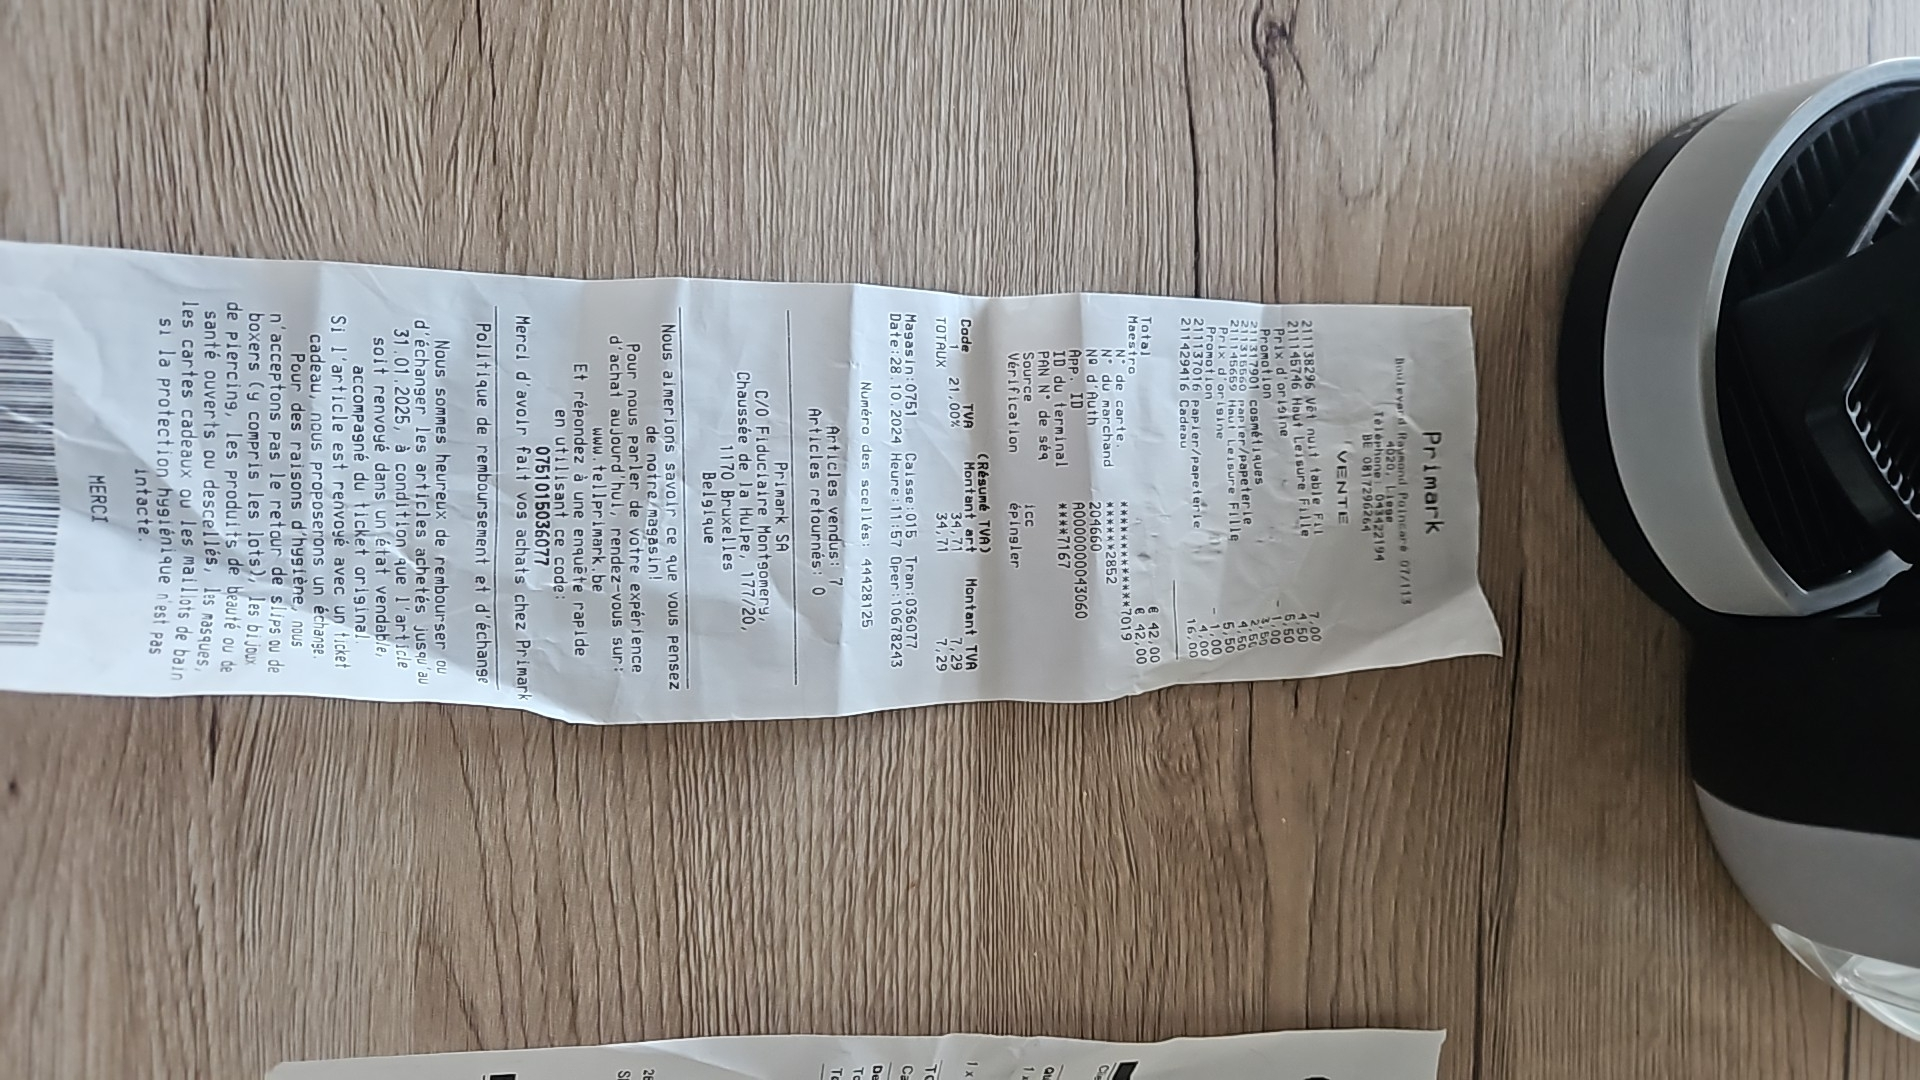 Primark
Boulevard Raymond Poincaré 07/13
4020, Liege
Téléphone : 043422194
BE 0817296264
VENTE
211138296 Vêt nuit table Fil 7,00
211145746 Haut Leisure Fille 4,50
Prix d'origine 5,50
Promotion - 1,00
211317901 cosmétiques 3,50
211315560 papier/papeterie 2,50
211145659 Haut Leisure Fille 4,50
Prix d'origine 5,50
Promotion - 1,00
211137016 papier/papeterie 4,00
211429416 Cadeau 16,00
Total € 42,00
Maestro € 42,00
N° de carte ************7019
N° du marchand ******2852
Nº d'Auth 204660
App. ID A0000000043060
ID du terminal ****7167
PAN N° de séq
Source icc
Vérification épingler
(Résumé TVA)
Code TVA Montant art Montant TVA
1 21,00% 34,71 7,29
TOTAUX 34,71 7,29
Magasin:0751 Caisse:015 Tran:036077
Date:28.10.2024 Heure:11:57 Oper:10678243
Numéro des scellés: 44428125
Articles vendus: 7
Articles retournés: 0
Primark SA
C/O Fiduciaire Montgomery,
Chaussée de la Hulpe, 177/20,
1170 Bruxelles
Belgique
Nous aimerions savoir ce que vous pensez
de notre magasin!
Pour nous parler de votre expérience
d'achat aujourd'hui, rendez-vous sur:
www.tellprimark.be
Et répondez à une enquête rapide
en utilisant ce code:
0751015036077
Merci d'avoir fait vos achats chez Primark
Politique de remboursement et d'échange
Nous sommes heureux de rembourser ou
d'échanger les articles achetés jusqu'au
31.01.2025, à condition que l'article
soit renvoyé dans un état vendable,
accompagné du ticket original.
Si l'article est renvoyé avec un ticket
cadeau, nous proposerons un échange.
Pour des raisons d'hygiène, nous
n'acceptons pas le retour de slips ou de
boxers (y compris les lots), les bijoux
de piercing, les produits de beauté ou de
santé ouverts ou descellés, les masques,
les cartes cadeaux ou les maillots de bain
si la protection hygiénique n'est pas
intacte.
MERCI